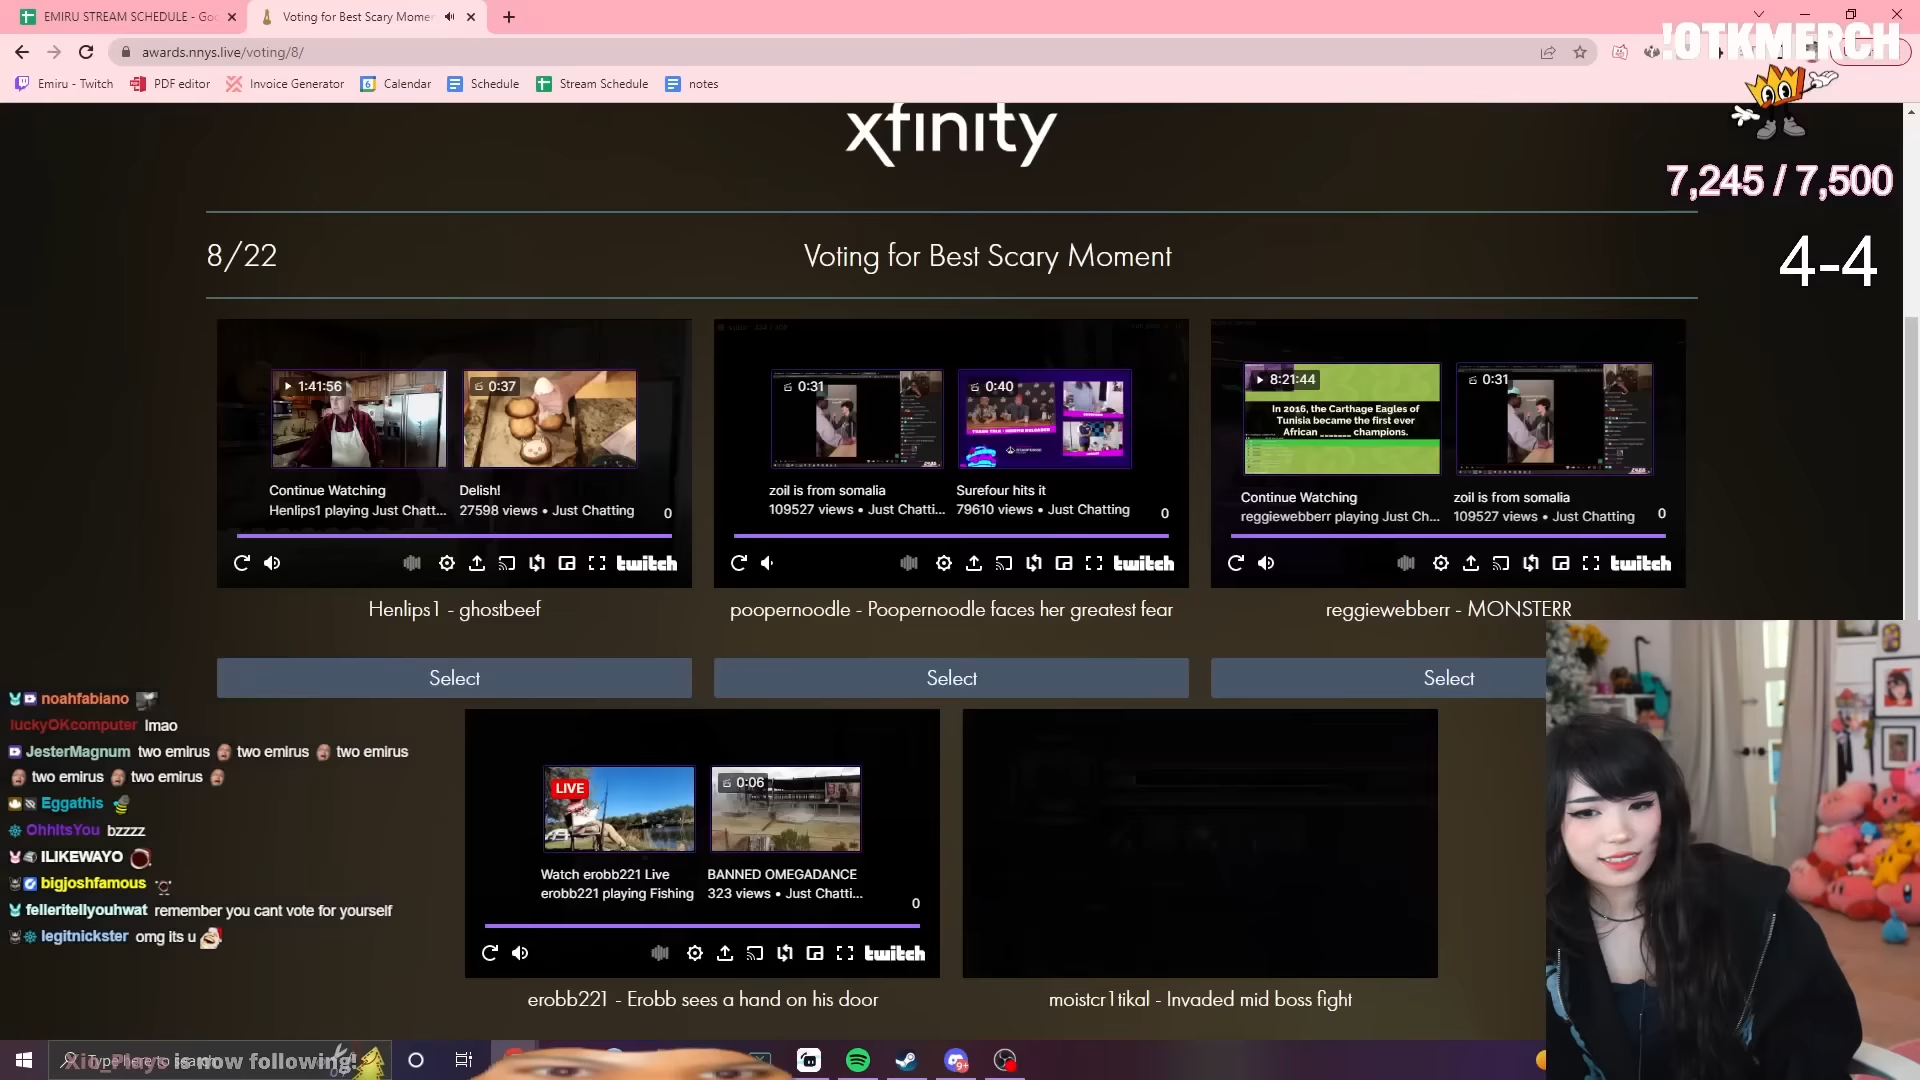 EMIRU STREAM SCHEDULE - Goo
Voting for Best Scary Momen
awards.nnys.live/voting/8/
!OTKMERCH
Emiru - Twitch
PDF editor
Invoice Generator
Calendar
Schedule
Stream Schedule
notes
xfinity
7,245 / 7,500
8/22
Voting for Best Scary Moment
4-4
1:41:56
0:37
Continue Watching
Henlips1 playing Just Chatt...
Delish!
27598 views • Just Chatting
0
twitch
Henlips1 - ghostbeef
Select
0:31
0:40
zoil is from somalia
109527 views • Just Chatti...
Surefour hits it
79610 views • Just Chatting
0
twitch
poopernoodle - Poopernoodle faces her greatest fear
Select
8:21:44
In 2016, the Carthage Eagles of
Tunisia became the first ever
African _______ champions.
0:31
Continue Watching
reggiewebberr playing Just Ch...
zoil is from somalia
109527 views • Just Chatting
0
twitch
reggiewebberr - MONSTERR
Select
noahfabiano
luckyOKcomputer lmao
JesterMagnum two emirus two emirus two emirus
two emirus two emirus
Eggathis
OhhItsYou bzzzz
ILIKEWAYO
bigjoshfamous
felleritellyouhwat remember you cant vote for yourself
legitnickster omg its u
LIVE
0:06
Watch erobb221 Live
erobb221 playing Fishing
BANNED OMEGADANCE
323 views • Just Chatti...
0
twitch
erobb221 - Erobb sees a hand on his door
moistcr1tikal - Invaded mid boss fight
Type here to search
Xio_Plays is now following!
9+